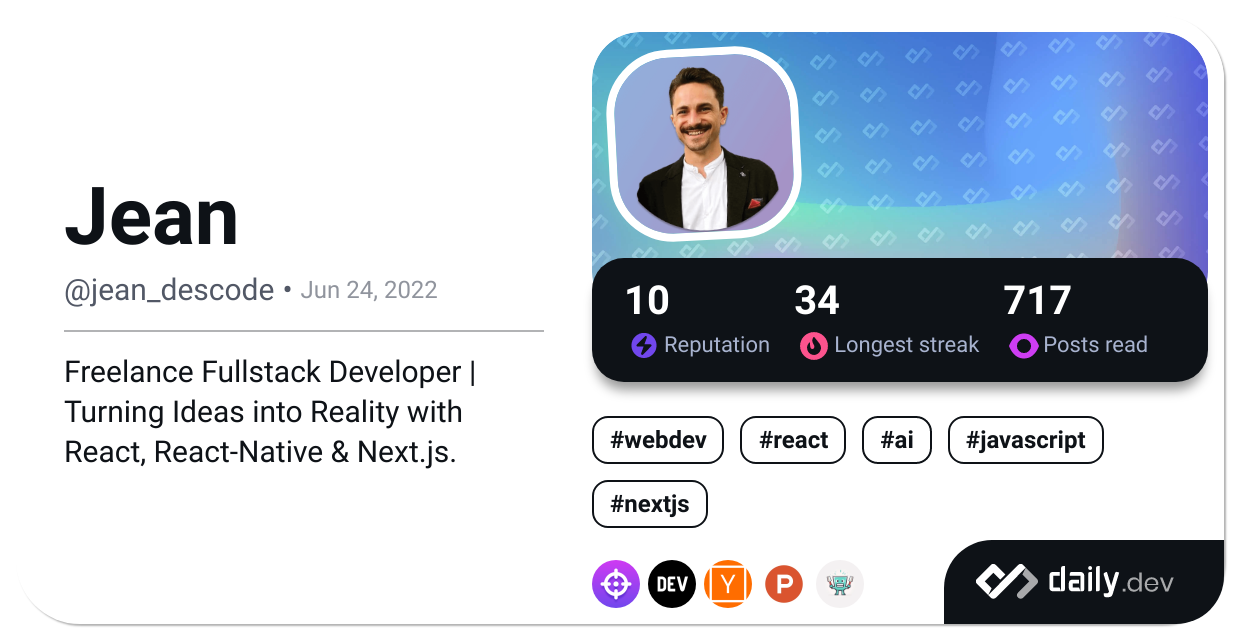 Jean
@jean_descode • Jun 24, 2022
Freelance Fullstack Developer |
Turning Ideas into Reality with
React, React-Native & Next.js.
10 34 717
Reputation Longest streak Posts read
#webdev #react #ai #javascript
#nextjs
DEV Y P
daily.dev